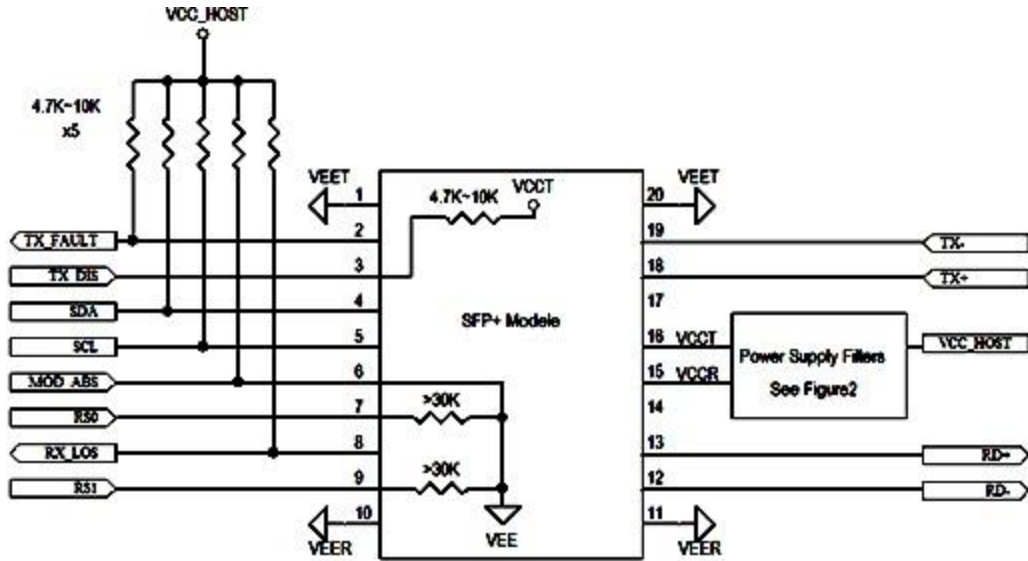 VCC_HOST
4.7K~10K
x5
VEET
1
4.7K~10K
VCCT
20
VEET
TX_FAULT
2
19
TX-
TX_DIS
3
18
TX+
SDA
4
17
SFP+ Modele
SCL
5
16
VCCT
Power Supply Filters
See Figure2
VCC_HOST
MOD_ABS
6
15
VCCR
RS0
7
>30K
14
RX_LOS
8
13
RD+
RS1
9
>30K
12
RD-
10
VEER
VEE
11
VEER